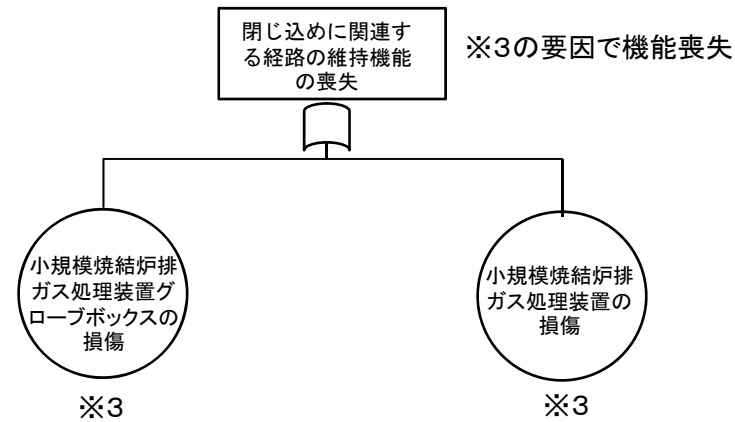 閉じ込めに関連す
る経路の維持機能
の喪失
※3の要因で機能喪失
小規模焼結炉排
ガス処理装置グ
ローブボックスの
損傷
小規模焼結炉排
ガス処理装置の
損傷
※3
※3